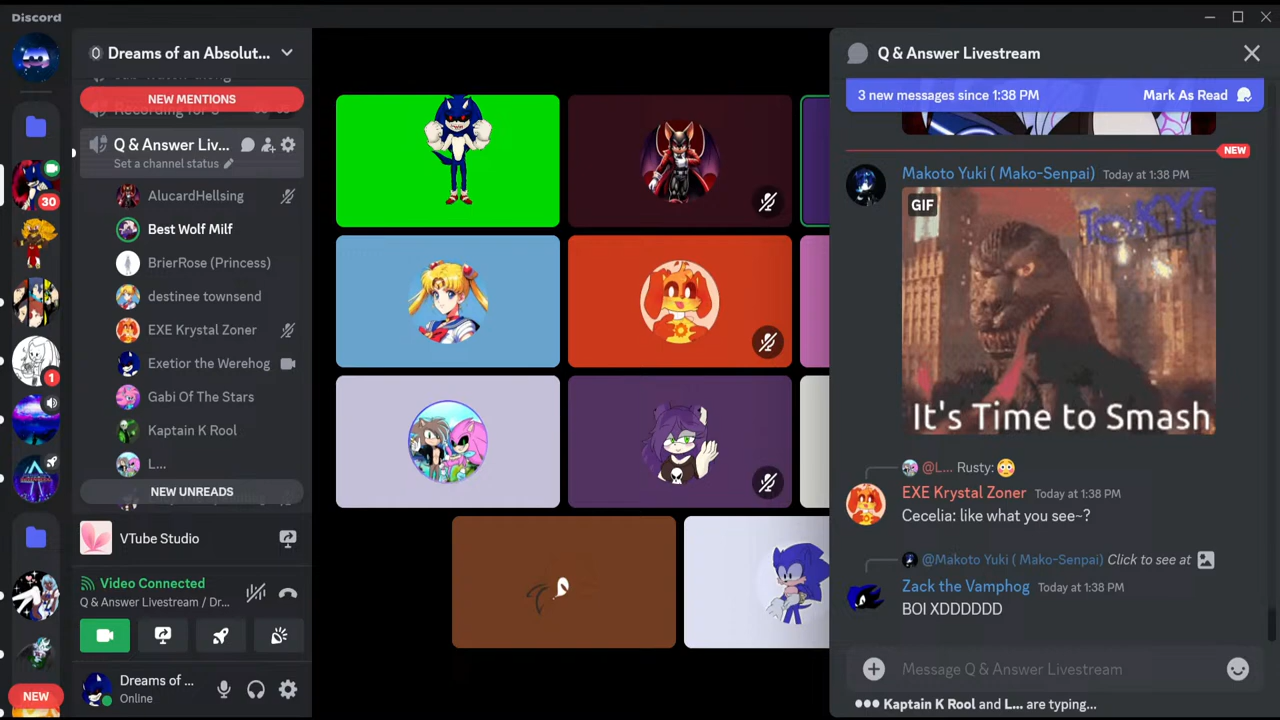 Discord
Dreams of an Absolut...
NEW MENTIONS
Q & Answer Liv...
Set a channel status
AlucardHellsing
Best Wolf Milf
BrierRose (Princess)
destinee townsend
EXE Krystal Zoner
Exetior the Werehog
Gabi Of The Stars
Kaptain K Rool
L...
NEW UNREADS
VTube Studio
Video Connected
Q & Answer Livestream / Dr...
Dreams of ...
Online
30
1
NEW
Q & Answer Livestream
3 new messages since 1:38 PM
Mark As Read
NEW
Makoto Yuki ( Mako-Senpai) Today at 1:38 PM
GIF
TOKYO
It's Time to Smash
@L... Rusty: 😳
EXE Krystal Zoner Today at 1:38 PM
Cecelia: like what you see~?
@Makoto Yuki ( Mako-Senpai) Click to see at
Zack the Vamphog Today at 1:38 PM
BOI XDDDDDD
Message Q & Answer Livestream
Kaptain K Rool and L... are typing...